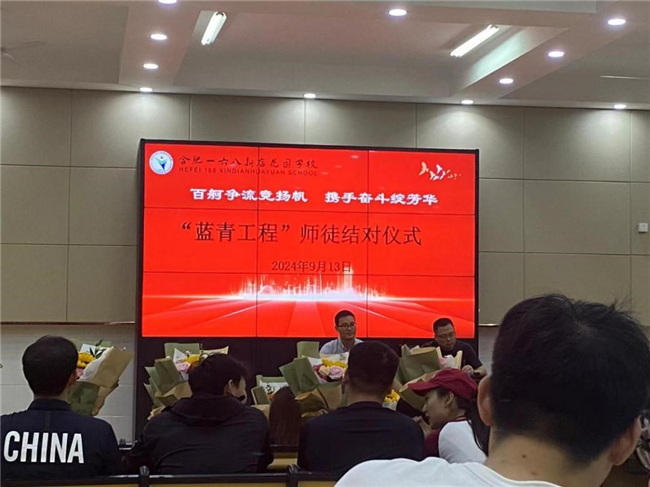 合肥一六八新店花园学校
HEFEI 168 XINDIANHUAYUAN SCHOOL
百舸争流竞扬帆 携手奋斗绽芳华
“蓝青工程”师徒结对仪式
2024年9月13日
CHINA